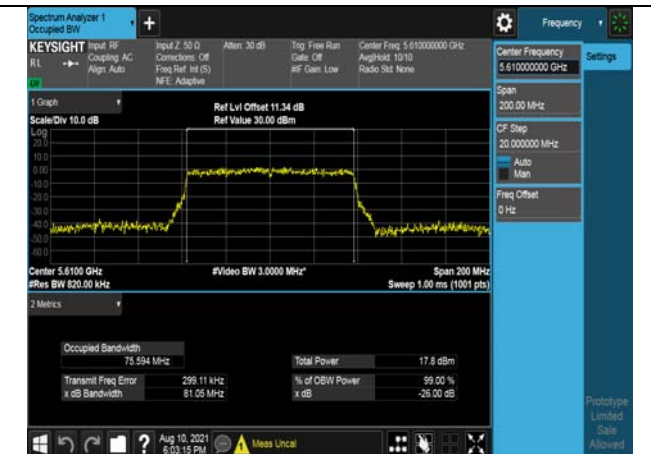 Spectrum Analyzer 1
Occupied BW
+
Frequency
KEYSIGHT Input: RF Input Z: 50 Ω Atten: 30 dB Trig: Free Run Center Freq: 5.610000000 GHz
RL Coupling: AC Corrections: Off Gate: Off Avg|Hold: 10/10
Align: Auto Freq Ref: Int (S) #IF Gain: Low Radio Std: None
NFE: Adaptive
Center Frequency
5.610000000 GHz
Settings
Span
200.00 MHz
CF Step
20.000000 MHz
Auto
Man
Freq Offset
0 Hz
1 Graph
Ref Lvl Offset 11.34 dB
Scale/Div 10.0 dB Ref Value 30.00 dBm
Log
20.0
10.0
0.00
-10.0
-20.0
-30.0
-40.0
-50.0
-60.0
Center 5.6100 GHz #Video BW 3.0000 MHz* Span 200 MHz
#Res BW 820.00 kHz Sweep 1.00 ms (1001 pts)
2 Metrics
Occupied Bandwidth
75.594 MHz Total Power 17.8 dBm
Transmit Freq Error 299.11 kHz % of OBW Power 99.00 %
x dB Bandwidth 81.05 MHz x dB -26.00 dB
Prototype
Limited
Sale
Allowed
? Aug 10, 2021
6:03:15 PM
Meas Uncal